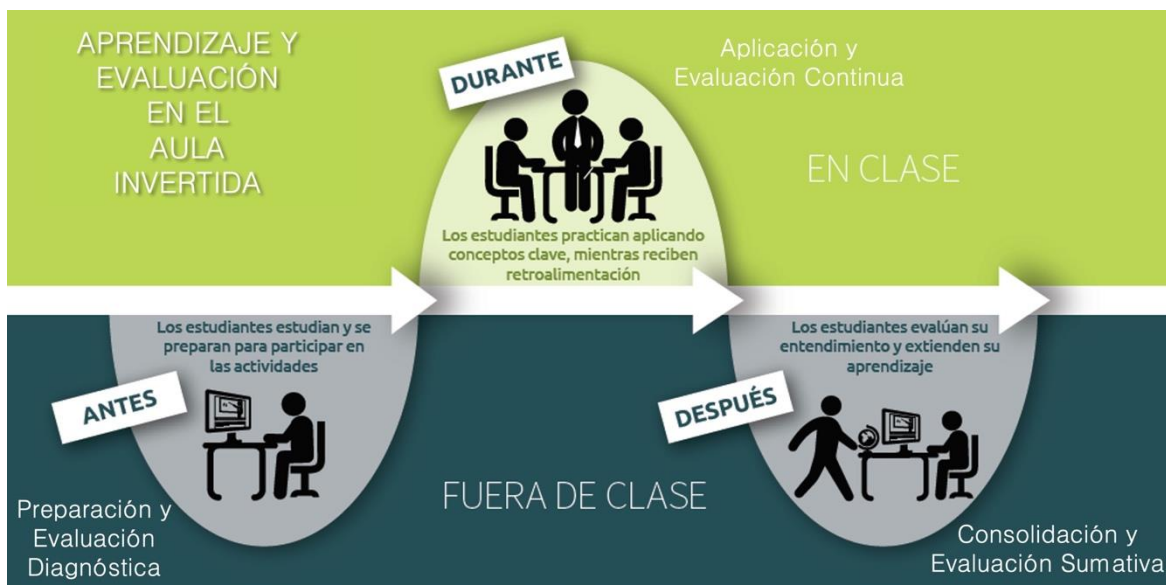 APRENDIZAJE Y
EVALUACIÓN
EN EL
AULA
INVERTIDA
DURANTE
Aplicación y
Evaluación Continua
EN CLASE
Los estudiantes practican aplicando
conceptos clave, mientras reciben
retroalimentación
Los estudiantes estudian y se
preparan para participar en
las actividades
ANTES
Preparación y
Evaluación
Diagnóstica
FUERA DE CLASE
Los estudiantes evalúan su
entendimiento y extienden su
aprendizaje
DESPUÉS
Consolidación y
Evaluación Sumativa